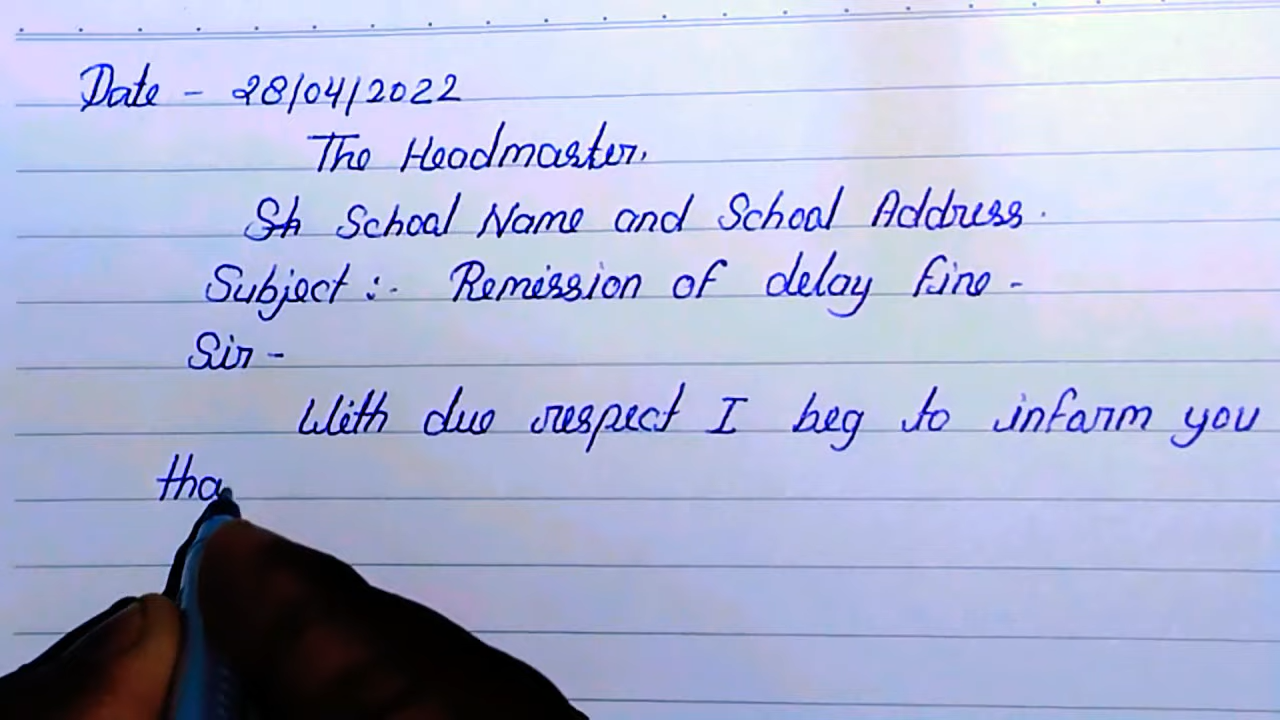 Date - 28/04/2022
The Headmaster,
Sh School Name and School Address.
Subject :- Remission of delay fine -
Sir -
With due respect I beg to inform you
tha